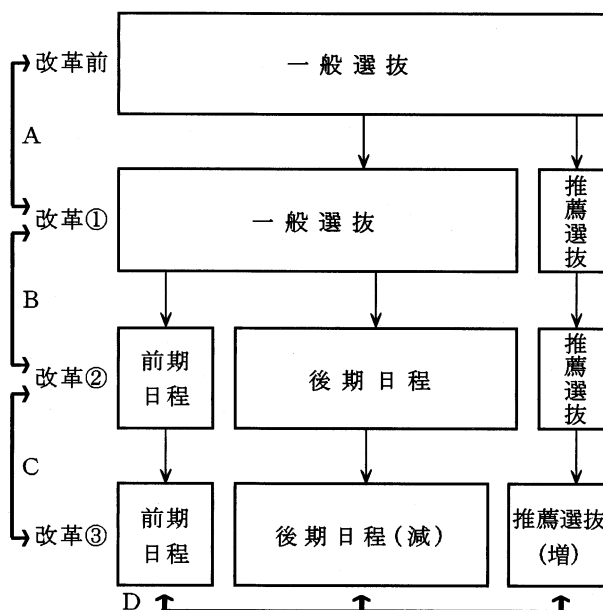 改革前
一般選抜
A
改革①
一般選抜
推薦選抜
B
改革②
前期
日程
後期日程
推薦選抜
C
改革③
前期
日程
後期日程(減)
推薦選抜
(増)
D